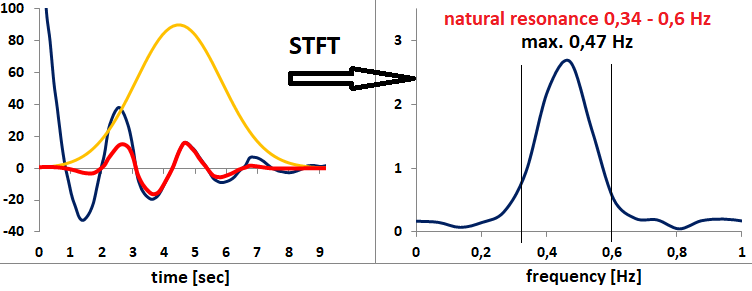 100
80
60
40
20
0
-20
-40
0 1 2 3 4 5 6 7 8 9
time [sec]
STFT
natural resonance 0,34 - 0,6 Hz
max. 0,47 Hz
3
2
1
0
0 0,2 0,4 0,6 0,8 1
frequency [Hz]